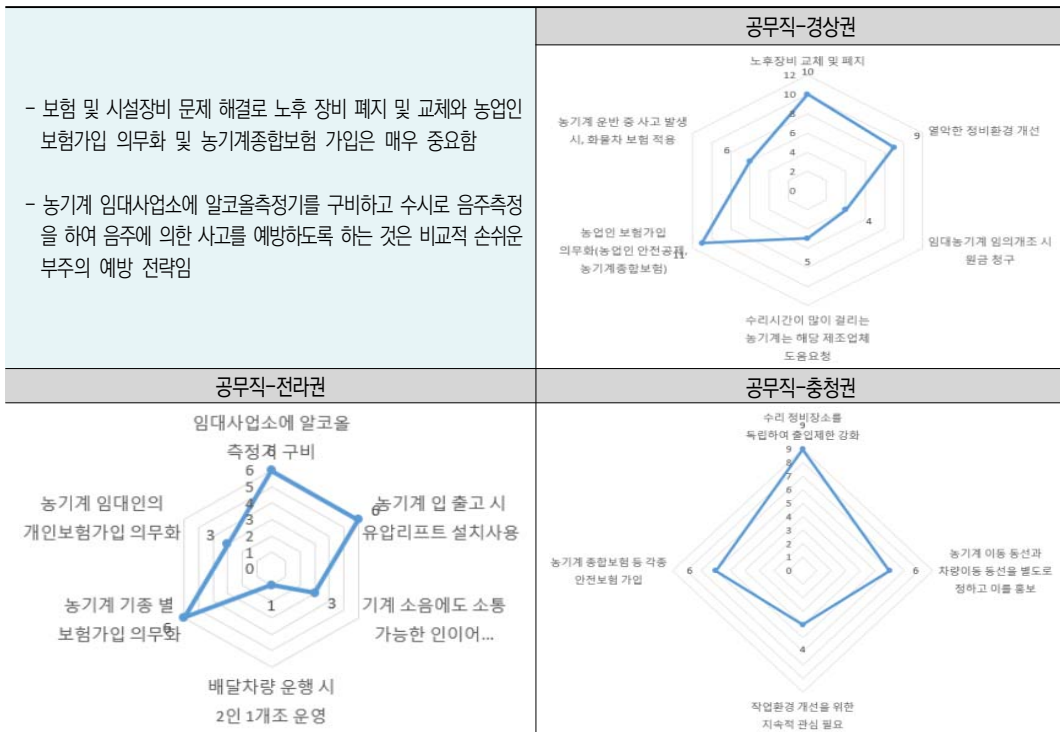 - 보험 및 시설장비 문제 해결로 노후 장비 폐지 및 교체와 농업인
보험가입 의무화 및 농기계종합보험 가입은 매우 중요함
- 농기계 임대사업소에 알코올측정기를 구비하고 수시로 음주측정
을 하여 음주에 의한 사고를 예방하도록 하는 것은 비교적 손쉬운
부주의 예방 전략임
공무직-경상권
노후장비 교체 및 폐지
12
10
10
8
6
4
2
0
열악한 정비환경 개선
9
임대농기계 임의개조 시
원금 청구
4
수리시간이 많이 걸리는
농기계는 해당 제조업체
도움요청
5
농업인 보험가입
의무화(농업인 안전공제,
농기계종합보험)
11
농기계 운반 중 사고 발생
시, 화물차 보험 적용
6
공무직-전라권
임대사업소에 알코올
측정계 구비
6
6
5
4
3
2
1
0
농기계 입 출고 시
유압리프트 설치사용
6
기계 소음에도 소통
가능한 인이어...
3
배달차량 운행 시
2인 1개조 운영
1
농기계 기종 별
보험가입 의무화
6
농기계 임대인의
개인보험가입 의무화
3
공무직-충청권
수리 정비장소를
독립하여 출입제한 강화
9
9
8
7
6
5
4
3
2
1
0
농기계 이동 동선과
차량이동 동선을 별도로
정하고 이를 홍보
6
작업환경 개선을 위한
지속적 관심 필요
4
농기계 종합보험 등 각종
안전보험 가입
6